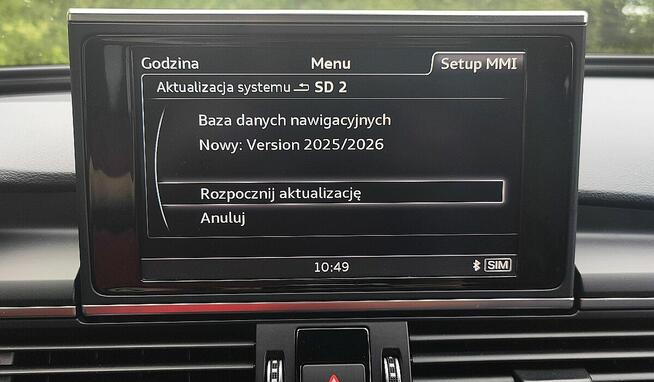 Godzina Menu Setup MMI
Aktualizacja systemu SD 2
Baza danych nawigacyjnych
Nowy: Version 2025/2026
Rozpocznij aktualizację
Anuluj
10:49 SIM